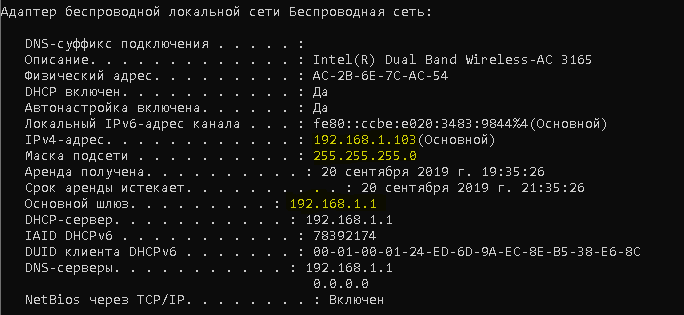 Адаптер беспроводной локальной сети Беспроводная сеть:
DNS-суффикс подключения . . . . . :
Описание. . . . . . . . . . . . . : Intel(R) Dual Band Wireless-AC 3165
Физический адрес. . . . . . . . . : AC-2B-6E-7C-AC-54
DHCP включен. . . . . . . . . . . : Да
Автонастройка включена. . . . . . : Да
Локальный IPv6-адрес канала . . . : fe80::ccbe:e020:3483:9844%4(Основной)
IPv4-адрес. . . . . . . . . . . . : 192.168.1.103(Основной)
Маска подсети . . . . . . . . . . : 255.255.255.0
Аренда получена. . . . . . . . . . : 20 сентября 2019 г. 19:35:26
Срок аренды истекает. . . . . . . . . . : 20 сентября 2019 г. 21:35:26
Основной шлюз. . . . . . . . . : 192.168.1.1
DHCP-сервер. . . . . . . . . . . : 192.168.1.1
IAID DHCPv6 . . . . . . . . . . . : 78392174
DUID клиента DHCPv6 . . . . . . . : 00-01-00-01-24-ED-6D-9A-EC-8E-B5-38-E6-8C
DNS-серверы. . . . . . . . . . . : 192.168.1.1
0.0.0.0
NetBios через TCP/IP. . . . . . . . : Включен